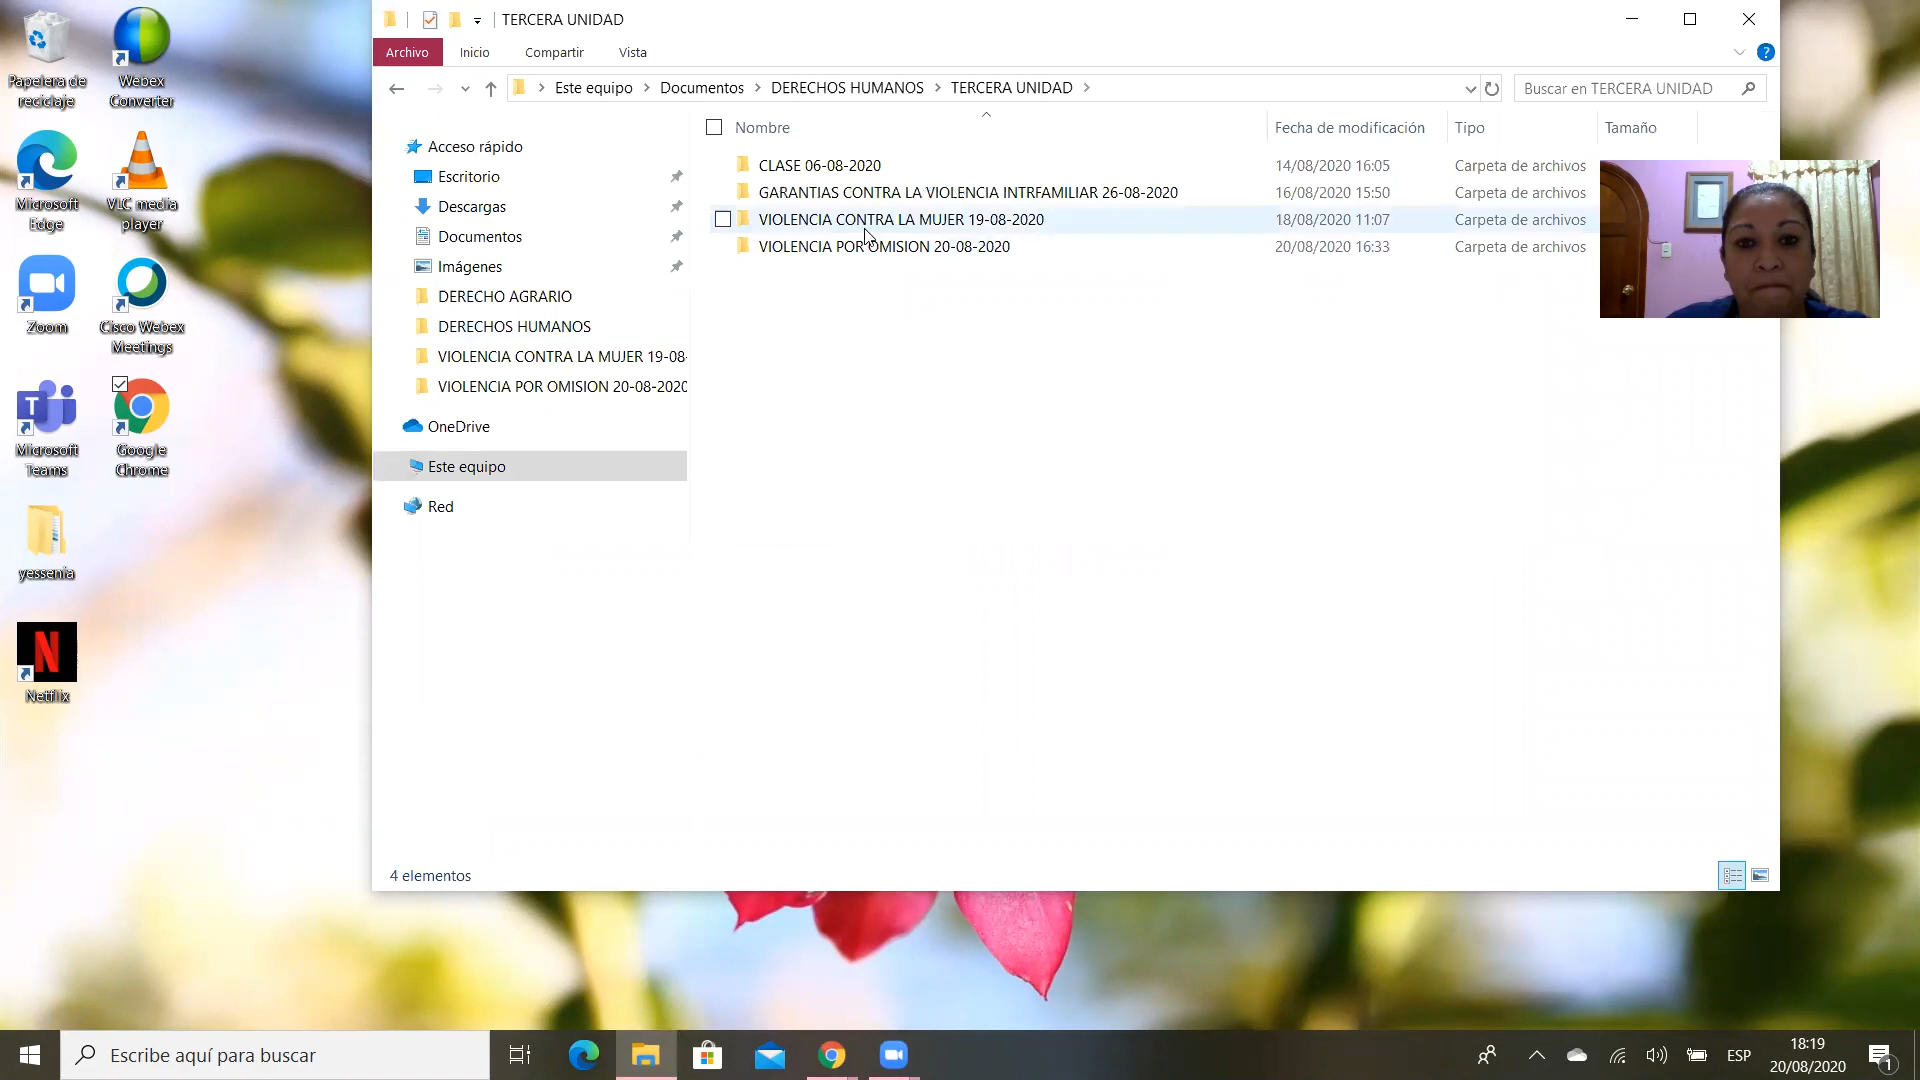 TERCERA UNIDAD
Archivo Inicio Compartir Vista
?
Este equipo Documentos DERECHOS HUMANOS TERCERA UNIDAD
Buscar en TERCERA UNIDAD
Nombre Fecha de modificación Tipo Tamaño
CLASE 06-08-2020 14/08/2020 16:05 Carpeta de archivos
GARANTIAS CONTRA LA VIOLENCIA INTRFAMILIAR 26-08-2020 16/08/2020 15:50 Carpeta de archivos
VIOLENCIA CONTRA LA MUJER 19-08-2020 18/08/2020 11:07 Carpeta de archivos
VIOLENCIA POR OMISION 20-08-2020 20/08/2020 16:33 Carpeta de archivos
Acceso rápido
Escritorio
Descargas
Documentos
Imágenes
DERECHO AGRARIO
DERECHOS HUMANOS
VIOLENCIA CONTRA LA MUJER 19-08-
VIOLENCIA POR OMISION 20-08-2020
OneDrive
Este equipo
Red
4 elementos
Papelera de
reciclaje
Webex
Converter
Microsoft
Edge
VLC media
player
Zoom
Cisco Webex
Meetings
Microsoft
Teams
Google
Chrome
yessenia
N
Netflix
Escribe aquí para buscar
ESP
18:19
20/08/2020
1